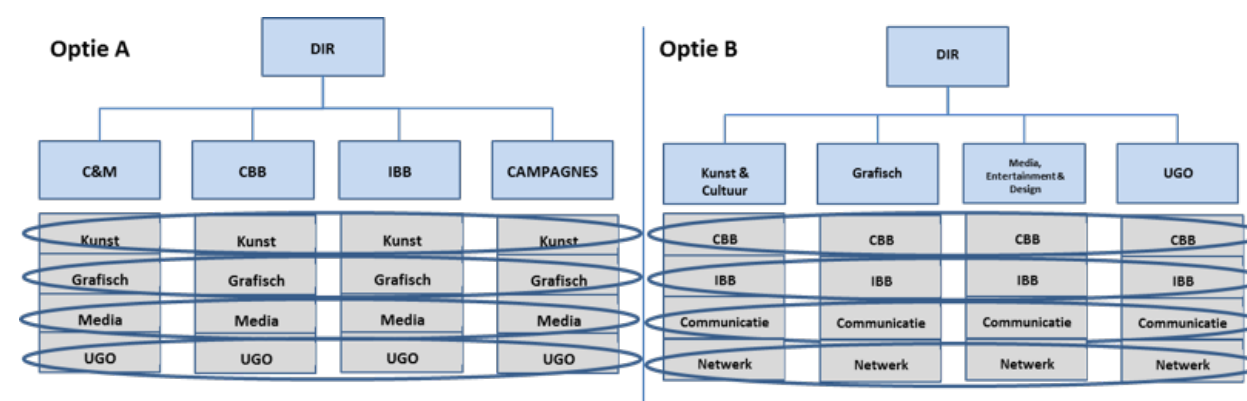 Optie A
DIR
C&M
CBB
IBB
CAMPAGNES
Kunst
Kunst
Kunst
Kunst
Grafisch
Grafisch
Grafisch
Grafisch
Media
Media
Media
Media
UGO
UGO
UGO
UGO
Optie B
DIR
Kunst &
Cultuur
Grafisch
Media,
Entertainment &
Design
UGO
CBB
CBB
CBB
CBB
IBB
IBB
IBB
IBB
Communicatie
Communicatie
Communicatie
Communicatie
Netwerk
Netwerk
Netwerk
Netwerk